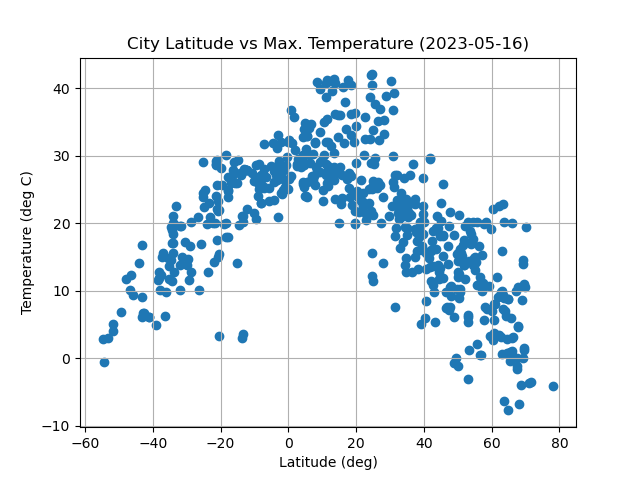 City Latitude vs Max. Temperature (2023-05-16)
Temperature (deg C)
40
30
20
10
0
−10
−60 −40 −20 0 20 40 60 80
Latitude (deg)